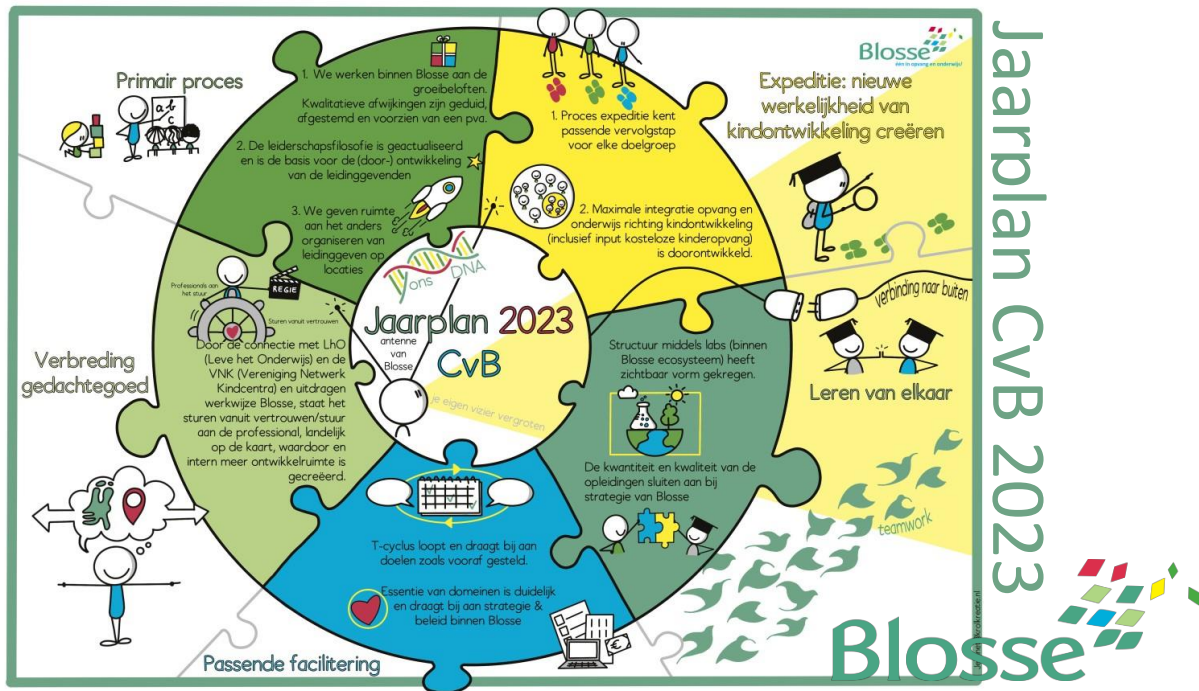 Primair proces
a b
c
1. We werken binnen Blosse aan de
groeibeloften.
Kwalitatieve afwijkingen zijn geduid,
afgestemd en voorzien van een pva.
2. De leiderschapsfilosofie is geactualiseerd
en is de basis voor de (door-) ontwikkeling
van de leidinggevenden
3. We geven ruimte
aan het anders
organiseren van
leidinggeven op
locaties
1. Proces expeditie kent
passende vervolgstap
voor elke doelgroep
2. Maximale integratie opvang en
onderwijs richting kindontwikkeling
(inclusief input kosteloze kinderopvang)
is doorontwikkeld.
Blosse
één in opvang en onderwijs!
Expeditie: nieuwe
werkelijkheid van
kindontwikkeling creëren
verbinding naar buiten
Leren van elkaar
Structuur middels labs (binnen
Blosse ecosysteem) heeft
zichtbaar vorm gekregen.
De kwantiteit en kwaliteit van de
opleidingen sluiten aan bij
strategie van Blosse
teamwork
ons DNA
Jaarplan 2023
CvB
antenne
van
Blosse
je eigen vizier vergroten
Professionals aan
het stuur
REGIE
Sturen vanuit vertrouwen
Verbreding
gedachtegoed
Door de connectie met LhO
(Leve het Onderwijs) en de
VNK (Vereniging Netwerk
Kindcentra) en uitdragen
werkwijze Blosse, staat het
sturen vanuit vertrouwen/stuur
aan de professional, landelijk
op de kaart, waardoor en
intern meer ontwikkelruimte is
gecreëerd.
T-cyclus loopt en draagt bij aan
doelen zoals vooraf gesteld.
Essentie van domeinen is duidelijk
en draagt bij aan strategie &
beleid binnen Blosse
€
Passende facilitering
Jaarplan CvB 2023
Blosse